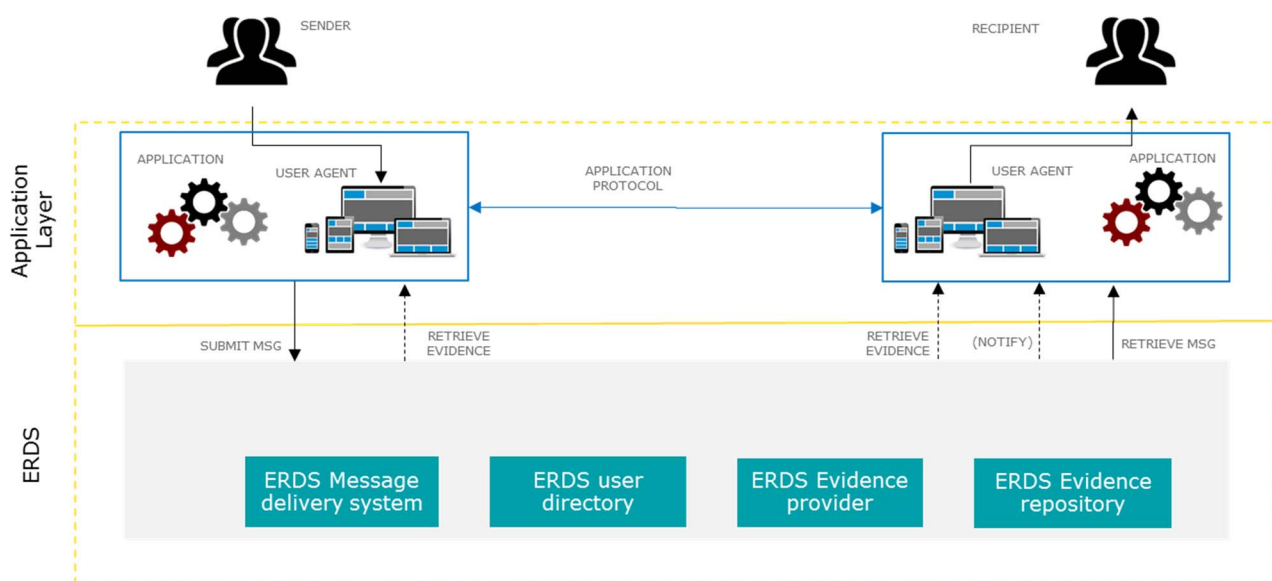 SENDER
RECIPIENT
Application
Layer
APPLICATION
USER AGENT
APPLICATION
PROTOCOL
USER AGENT
APPLICATION
SUBMIT MSG
RETRIEVE
EVIDENCE
RETRIEVE
EVIDENCE
(NOTIFY)
RETRIEVE MSG
ERDS
ERDS Message
delivery system
ERDS user
directory
ERDS Evidence
provider
ERDS Evidence
repository